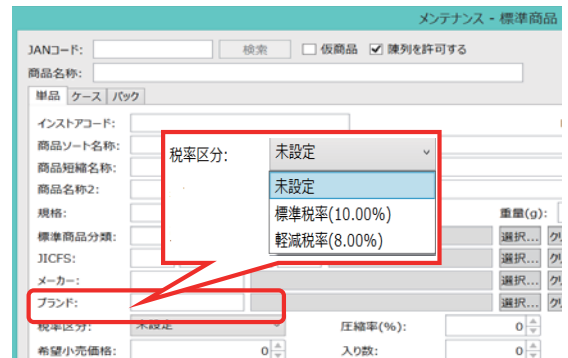 メンテナンス - 標準商品
JANコード: 検索 仮商品 陳列を許可する
商品名称:
単品 ケース パック
インストアコード:
商品ソート名称:
商品短縮名称:
商品名称2:
規格: 重量(g):
標準商品分類: 選択...
JICFS: 選択...
メーカー: 選択...
ブランド: 選択...
税率区分: 未設定 圧縮率(%): 0
希望小売価格: 0 入り数: 0
税率区分: 未設定
未設定
標準税率(10.00%)
軽減税率(8.00%)